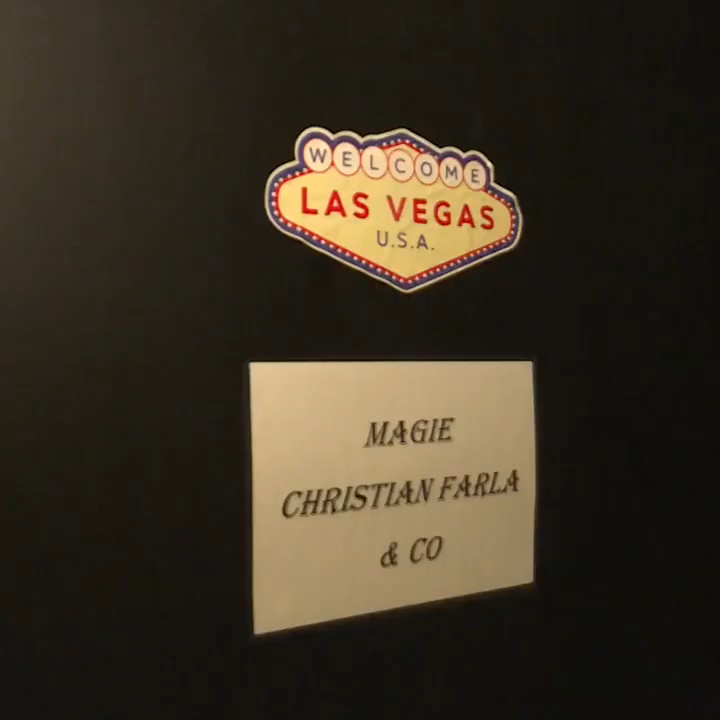 WELCOME
LAS VEGAS
U.S.A.
MAGIE
CHRISTIAN FARLA
& CO